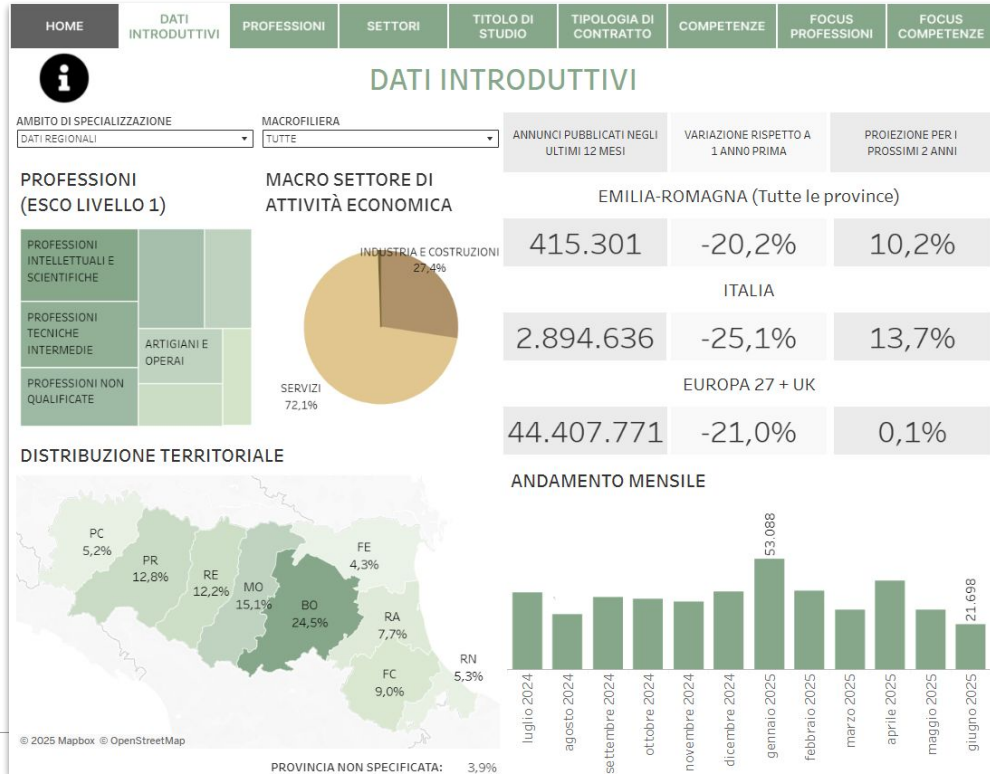 HOME
DATI
INTRODUTTIVI
PROFESSIONI
SETTORI
TITOLO DI
STUDIO
TIPOLOGIA DI
CONTRATTO
COMPETENZE
FOCUS
PROFESSIONI
FOCUS
COMPETENZE
i
DATI INTRODUTTIVI
AMBITO DI SPECIALIZZAZIONE
DATI REGIONALI
MACROFILIERA
TUTTE
ANNUNCI PUBBLICATI NEGLI
ULTIMI 12 MESI
VARIAZIONE RISPETTO A
1 ANNO PRIMA
PROIEZIONE PER I
PROSSIMI 2 ANNI
PROFESSIONI
(ESCO LIVELLO 1)
PROFESSIONI
INTELLETTUALI E
SCIENTIFICHE
PROFESSIONI
TECNICHE
INTERMEDIE
PROFESSIONI NON
QUALIFICATE
ARTIGIANI E
OPERAI
MACRO SETTORE DI
ATTIVITÀ ECONOMICA
INDUSTRIA E COSTRUZIONI
27,4%
SERVIZI
72,1%
EMILIA-ROMAGNA (Tutte le province)
415.301 -20,2% 10,2%
ITALIA
2.894.636 -25,1% 13,7%
EUROPA 27 + UK
44.407.771 -21,0% 0,1%
DISTRIBUZIONE TERRITORIALE
PC
5,2%
PR
12,8%
RE
12,2%
MO
15,1%
BO
24,5%
FE
4,3%
RA
7,7%
FC
9,0%
RN
5,3%
© 2025 Mapbox © OpenStreetMap
PROVINCIA NON SPECIFICATA: 3,9%
ANDAMENTO MENSILE
53.088
21.698
luglio 2024
agosto 2024
settembre 2024
ottobre 2024
novembre 2024
dicembre 2024
gennaio 2025
febbraio 2025
marzo 2025
aprile 2025
maggio 2025
giugno 2025